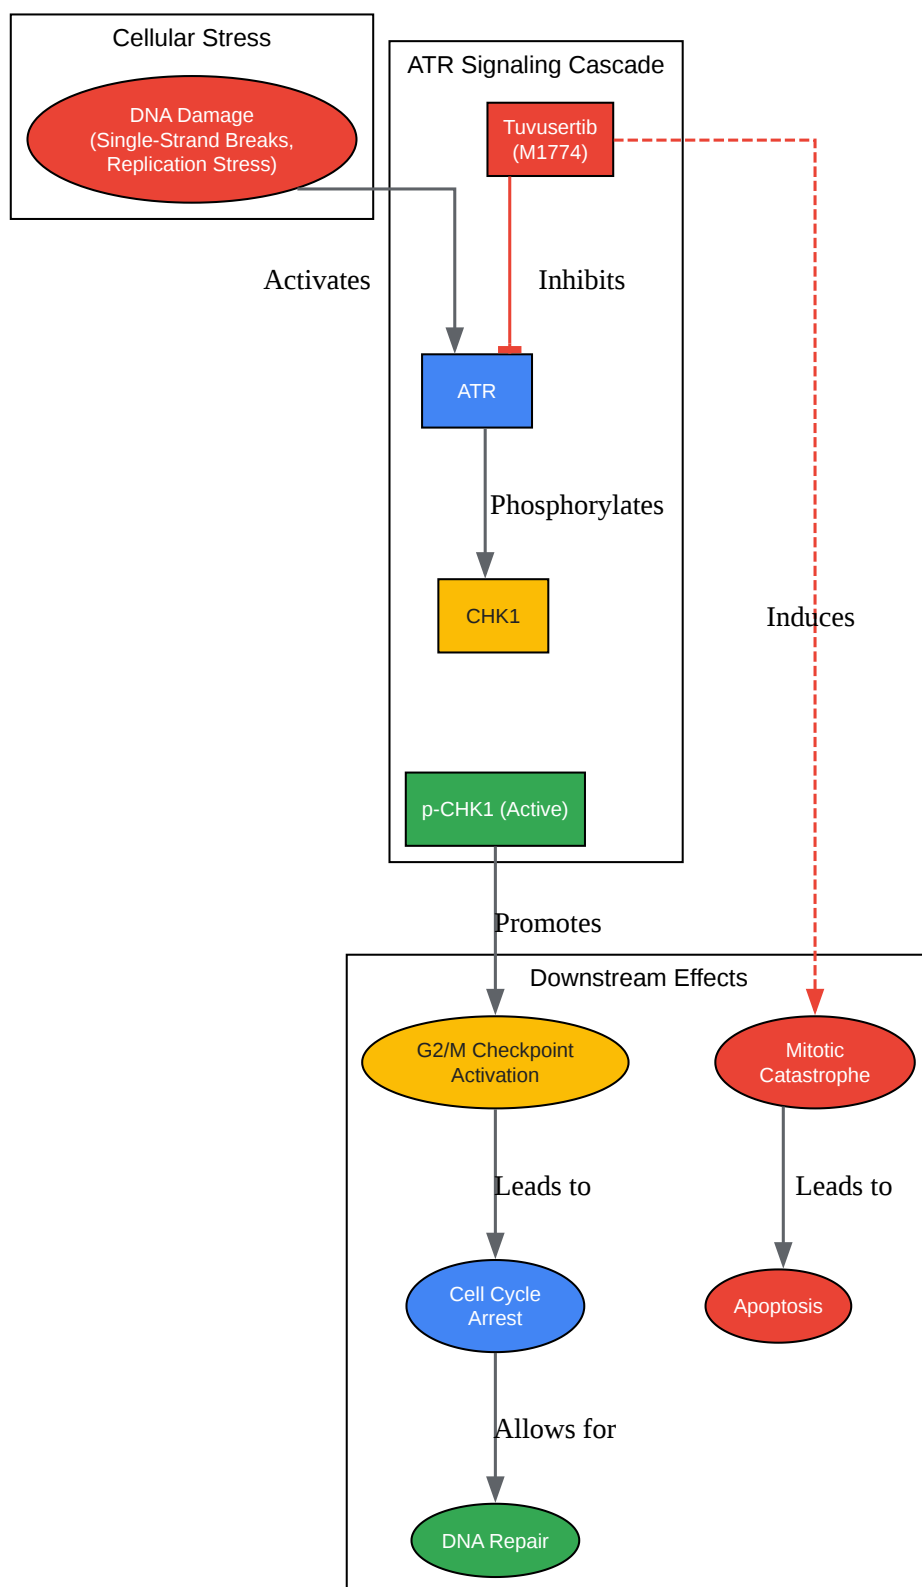 Cellular Stress
DNA Damage
(Single-Strand Breaks,
Replication Stress)
ATR Signaling Cascade
Tuvusertib
(M1774)
Activates
Inhibits
ATR
Phosphorylates
CHK1
Induces
p-CHK1 (Active)
Promotes
Downstream Effects
G2/M Checkpoint
Activation
Mitotic
Catastrophe
Leads to
Leads to
Cell Cycle
Arrest
Apoptosis
Allows for
DNA Repair